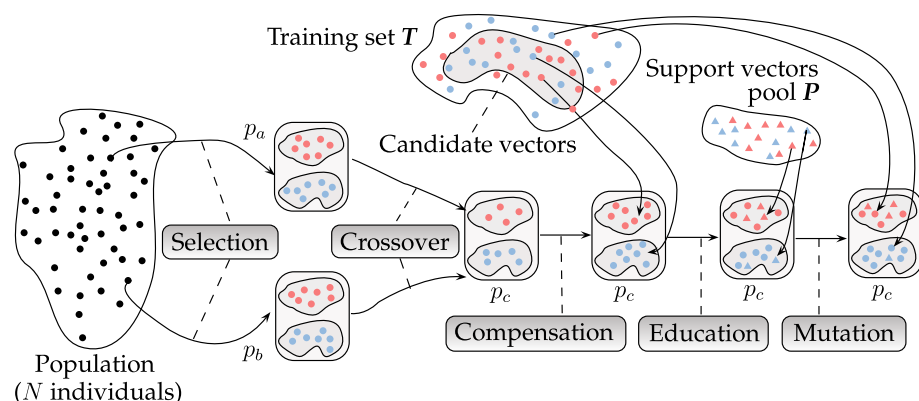 Training set T
Support vectors
pool P
Candidate vectors
p_a
Selection
Crossover
p_b
p_c
p_c
p_c
p_c
Compensation
Education
Mutation
Population
(N individuals)